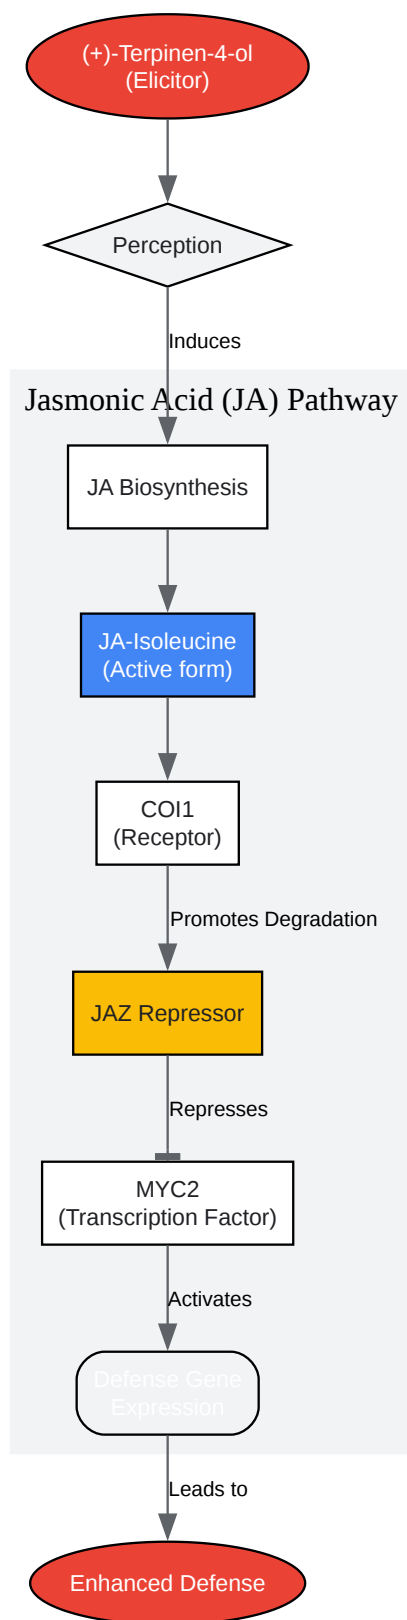 (+)-Terpinen-4-ol
(Elicitor)
Perception
Induces
Jasmonic Acid (JA) Pathway
JA Biosynthesis
JA-Isoleucine
(Active form)
COI1
(Receptor)
Promotes Degradation
JAZ Repressor
Represses
MYC2
(Transcription Factor)
Activates
Defense Gene
Expression
Leads to
Enhanced Defense